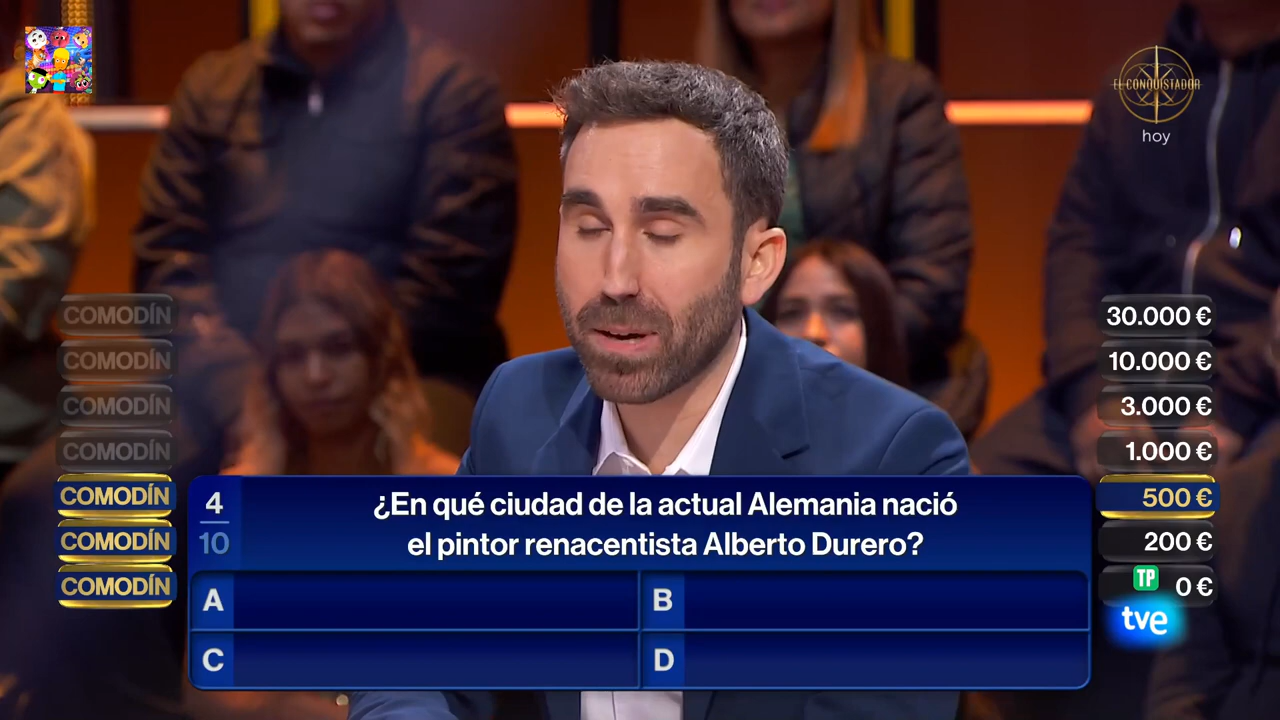 EL CONQUISTADOR
hoy
COMODÍN
COMODÍN
COMODÍN
COMODÍN
COMODÍN
COMODÍN
COMODÍN
4
10
¿En qué ciudad de la actual Alemania nació
el pintor renacentista Alberto Durero?
A
B
C
D
30.000 €
10.000 €
3.000 €
1.000 €
500 €
200 €
TP 0 €
tve